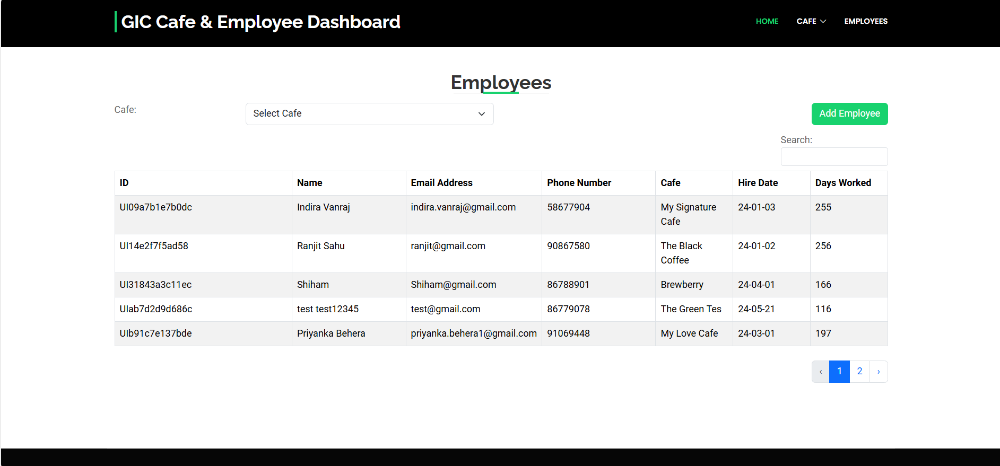 GIC Cafe & Employee Dashboard
HOME CAFE EMPLOYEES
Employees
Cafe: Select Cafe Add Employee
Search:
ID Name Email Address Phone Number Cafe Hire Date Days Worked
UI09a7b1e7b0dc Indira Vanraj indira.vanraj@gmail.com 58677904 My Signature 24-01-03 255
Cafe
UI14e2f7f5ad58 Ranjit Sahu ranjit@gmail.com 90867580 The Black 24-01-02 256
Coffee
UI31843a3c11ec Shiham Shiham@gmail.com 86788901 Brewberry 24-04-01 166
UIab7d2d9d686c test test12345 test@gmail.com 86779078 The Green Tes 24-05-21 116
UIb91c7e137bde Priyanka Behera priyanka.behera1@gmail.com 91069448 My Love Cafe 24-03-01 197
‹ 1 2 ›